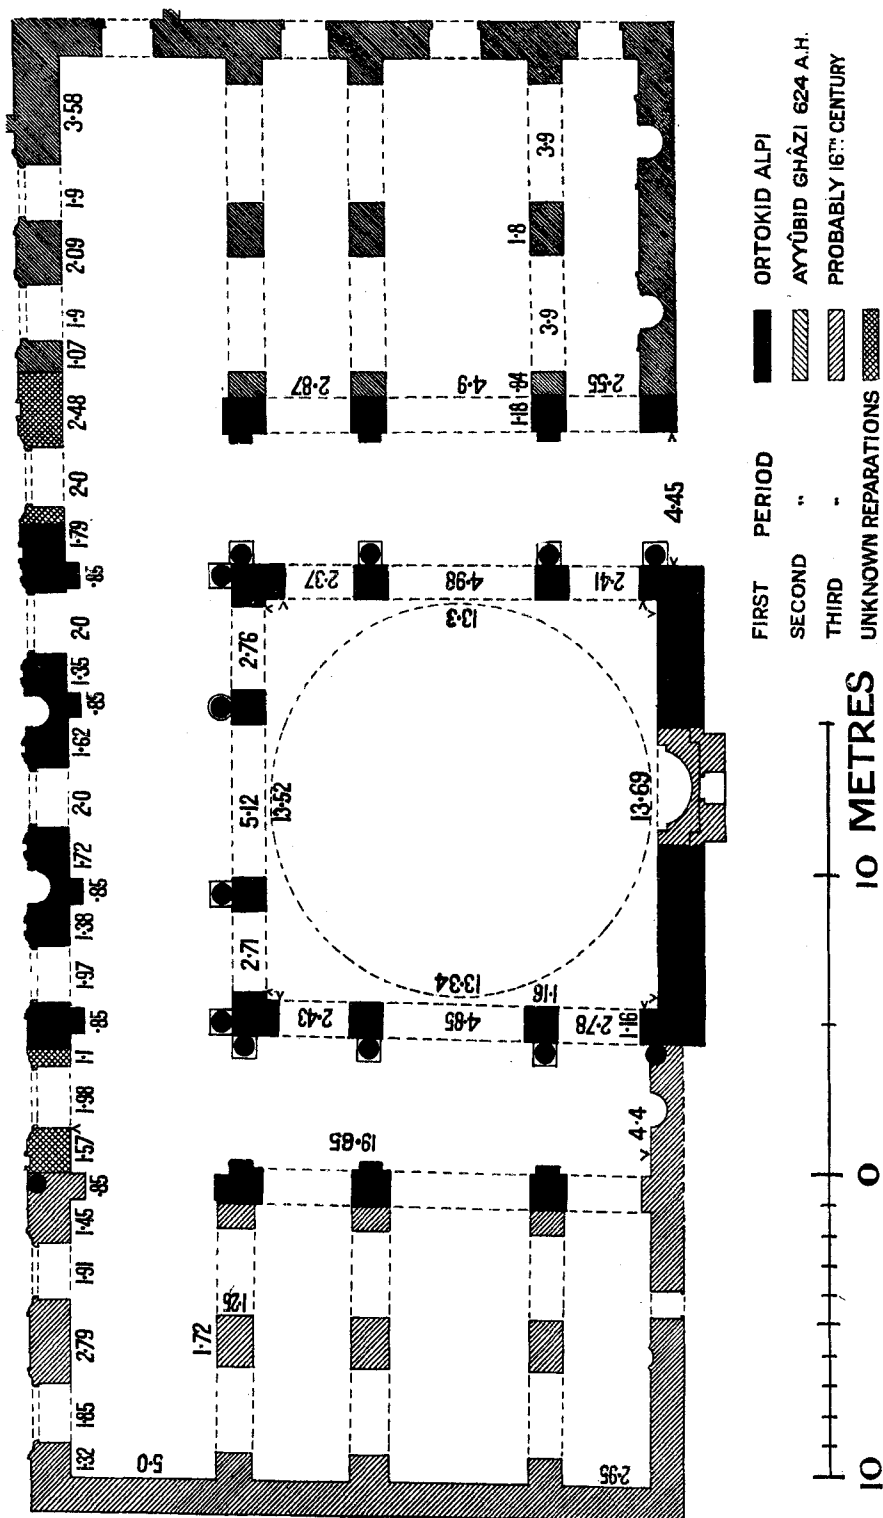 1·32 1·85 2·79 1·91 1·45 ·85 1·57 1·98 1·1 ·85 1·97 1·38 ·85 1·72 2·0 1·62 ·85 1·35 2·0 ·85 1·79 2·0 2·48 1·07 1·9 2·09 1·9 3·58
5·0
1·72
1·26
2·71 5·12 2·76
13·52
2·43 2·37 2·87
19·65
13·34 13·3
4·85 4·98 4·9
1·16 1·18 ·84 3·9 1·8 3·9
2·95
2·78 2·41 2·55
1·16
4·4 13·69 4·45
FIRST PERIOD ORTOKID ALPI
SECOND „ AYYÛBID GHÂZI 624 A.H.
THIRD „ PROBABLY 16TH CENTURY
UNKNOWN REPARATIONS
10 0 10 METRES